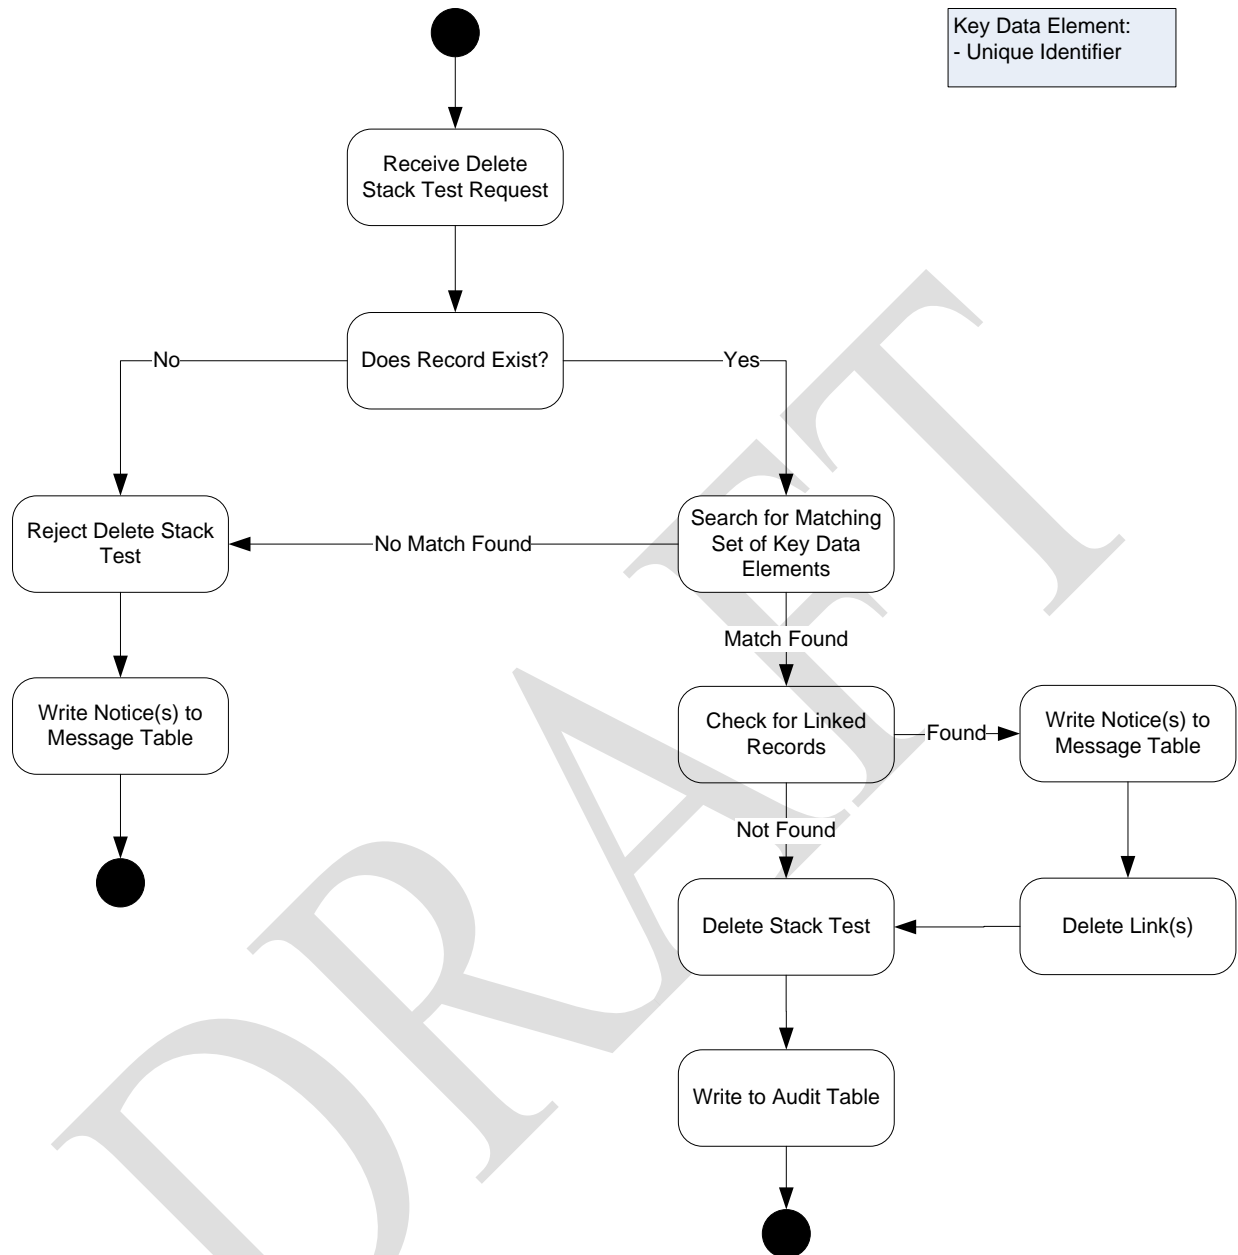 Key Data Element:
- Unique Identifier
Receive Delete
Stack Test Request
Does Record Exist?
No
Yes
Reject Delete Stack
Test
No Match Found
Search for Matching
Set of Key Data
Elements
Match Found
Write Notice(s) to
Message Table
Check for Linked
Records
Found
Write Notice(s) to
Message Table
Not Found
Delete Stack Test
Delete Link(s)
Write to Audit Table
DRAFT